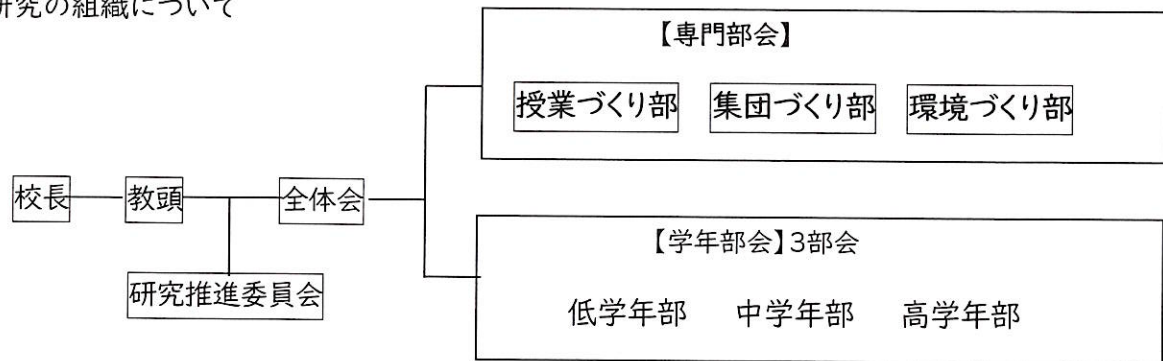 研究の組織について
【専門部会】
授業づくり部 集団づくり部 環境づくり部
校長 教頭 全体会
研究推進委員会
【学年部会】3部会
低学年部 中学年部 高学年部